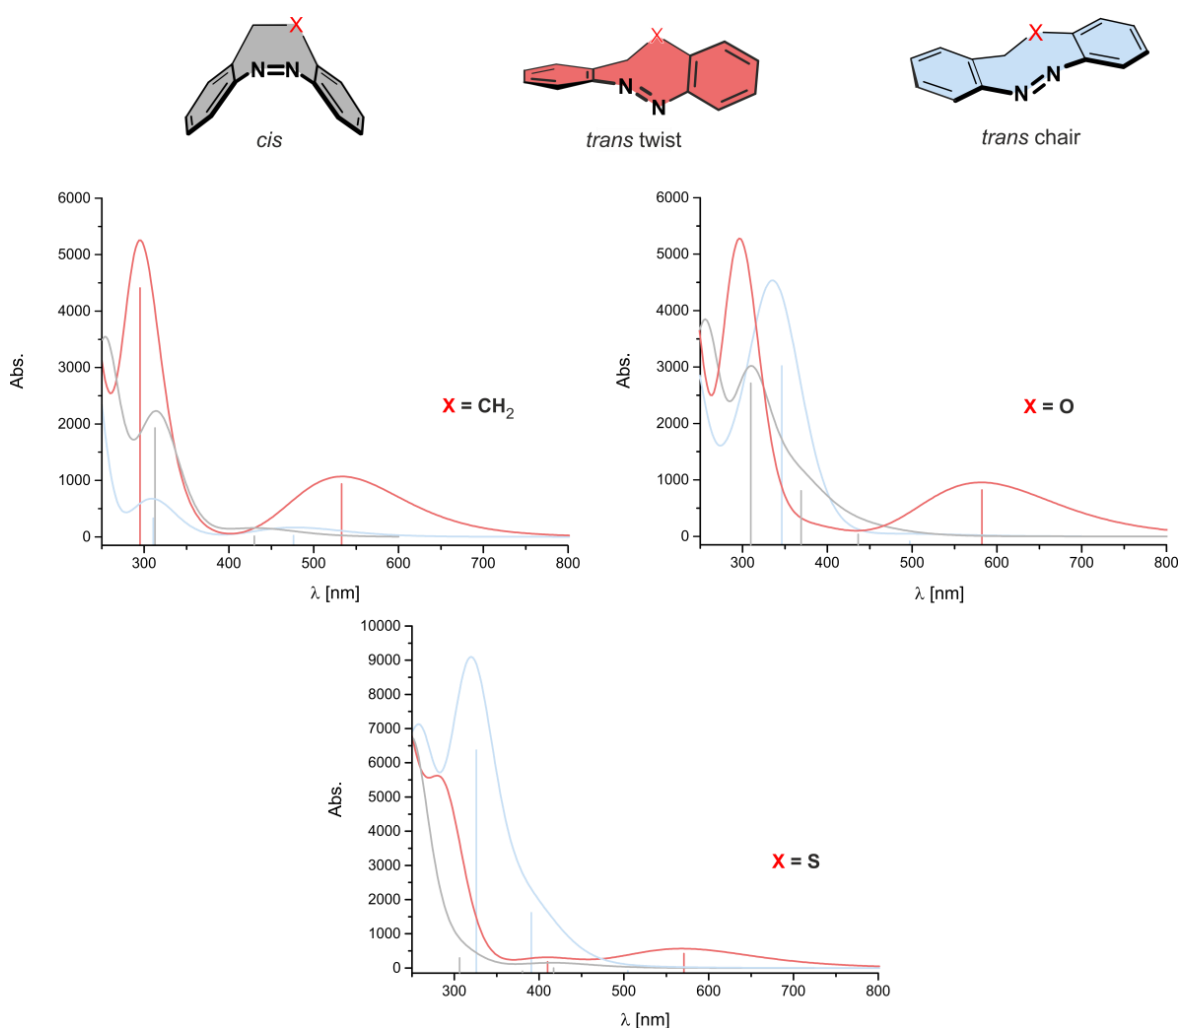 X
X
X
N=N
N
N
N
N
cis
trans twist
trans chair
6000
5000
4000
3000
2000
1000
0
Abs.
X = CH₂
300 400 500 600 700 800
λ [nm]
6000
5000
4000
3000
2000
1000
0
Abs.
X = O
300 400 500 600 700 800
λ [nm]
10000
9000
8000
7000
6000
5000
4000
3000
2000
1000
0
Abs.
X = S
300 400 500 600 700 800
λ [nm]